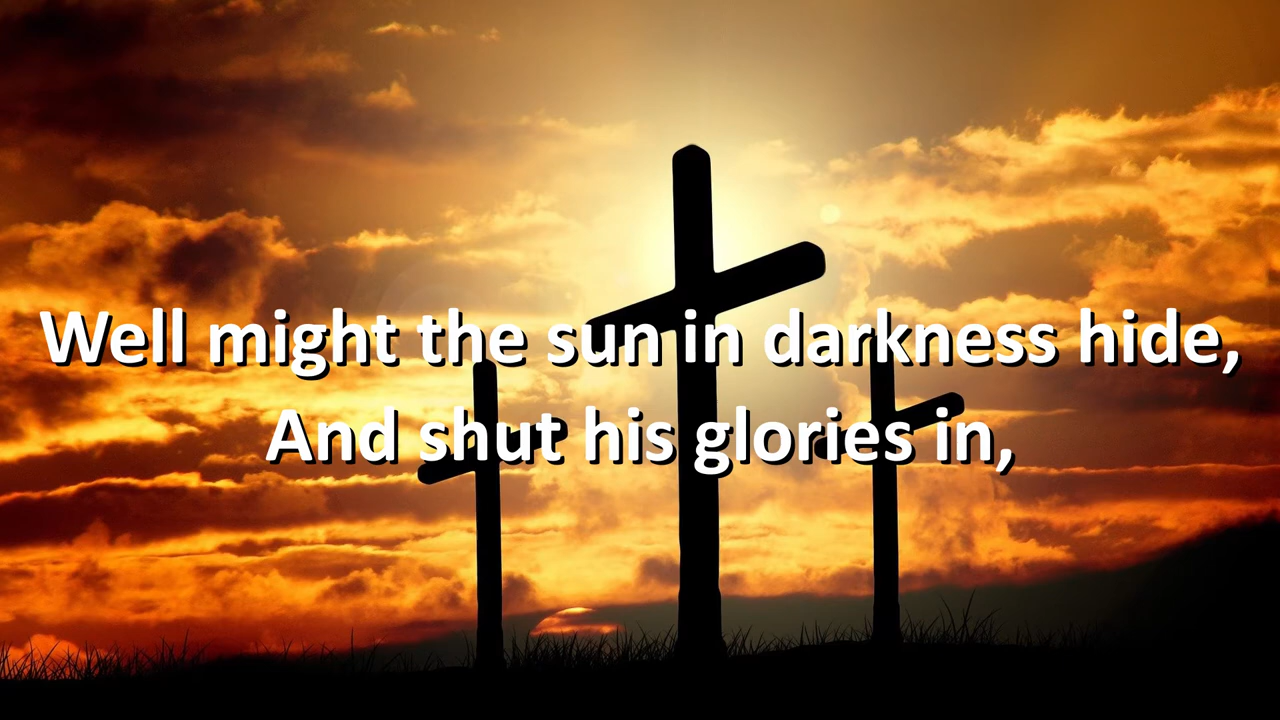 Well might the sun in darkness hide,
And shut his glories in,